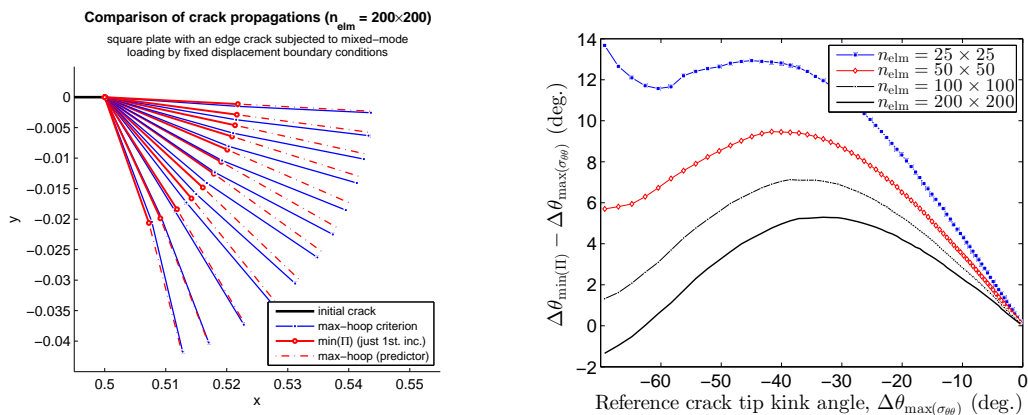 Comparison of crack propagations (n_elm = 200×200)
square plate with an edge crack subjected to mixed−mode
loading by fixed displacement boundary conditions
0
−0.005
−0.01
−0.015
−0.02
−0.025
−0.03
−0.035
−0.04
y
0.5
0.51
0.52
0.53
0.54
0.55
x
initial crack
max−hoop criterion
min(Π) (just 1st. inc.)
max−hoop (predictor)
14
12
10
8
6
4
2
0
−2
Δθ_min(Π) − Δθ_max(σ_θθ) (deg.)
n_elm = 25 × 25
n_elm = 50 × 50
n_elm = 100 × 100
n_elm = 200 × 200
−60
−50
−40
−30
−20
−10
0
Reference crack tip kink angle, Δθ_max(σ_θθ) (deg.)